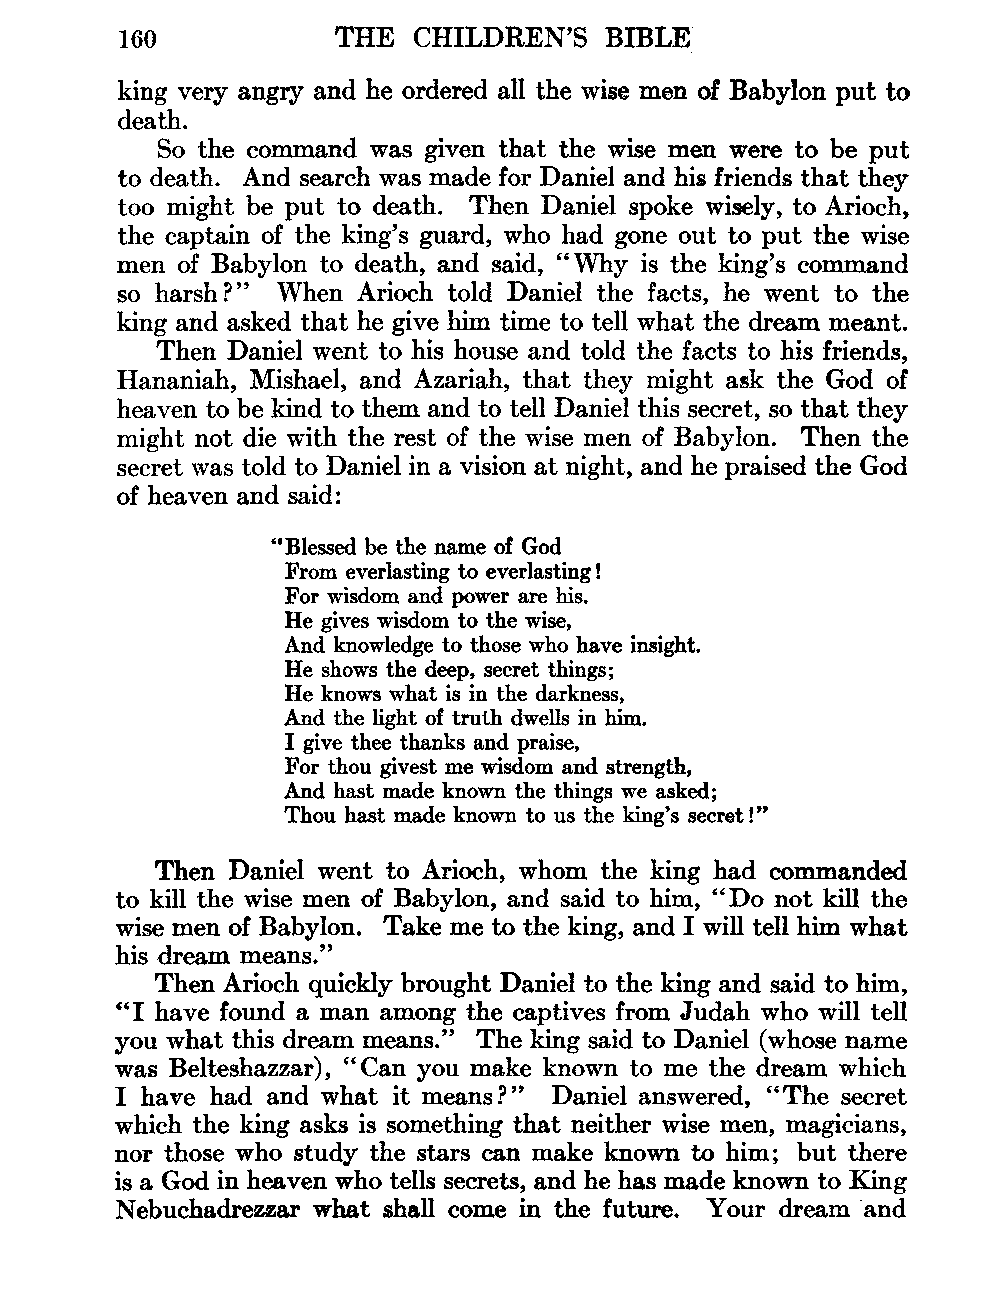 160 THE CHILDREN'S BIBLE
king very angry and he ordered all the wise men of Babylon put to
death.
So the command was given that the wise men were to be put
to death. And search was made for Daniel and his friends that they
too might be put to death. Then Daniel spoke wisely, to Arioch,
the captain of the king's guard, who had gone out to put the wise
men of Babylon to death, and said, "Why is the king's command
so harsh?" When Arioch told Daniel the facts, he went to the
king and asked that he give him time to tell what the dream meant.
Then Daniel went to his house and told the facts to his friends,
Hananiah, Mishael, and Azariah, that they might ask the God of
heaven to be kind to them and to tell Daniel this secret, so that they
might not die with the rest of the wise men of Babylon. Then the
secret was told to Daniel in a vision at night, and he praised the God
of heaven and said:
"Blessed be the name of God
From everlasting to everlasting!
For wisdom and power are his.
He gives wisdom to the wise,
And knowledge to those who have insight.
He shows the deep, secret things;
He knows what is in the darkness,
And the light of truth dwells in him.
I give thee thanks and praise,
For thou givest me wisdom and strength,
And hast made known the things we asked;
Thou hast made known to us the king's secret!"
Then Daniel went to Arioch, whom the king had commanded
to kill the wise men of Babylon, and said to him, "Do not kill the
wise men of Babylon. Take me to the king, and I will tell him what
his dream means."
Then Arioch quickly brought Daniel to the king and said to him,
"I have found a man among the captives from Judah who will tell
you what this dream means." The king said to Daniel (whose name
was Belteshazzar), "Can you make known to me the dream which
I have had and what it means?" Daniel answered, "The secret
which the king asks is something that neither wise men, magicians,
nor those who study the stars can make known to him; but there
is a God in heaven who tells secrets, and he has made known to King
Nebuchadrezzar what shall come in the future. Your dream and